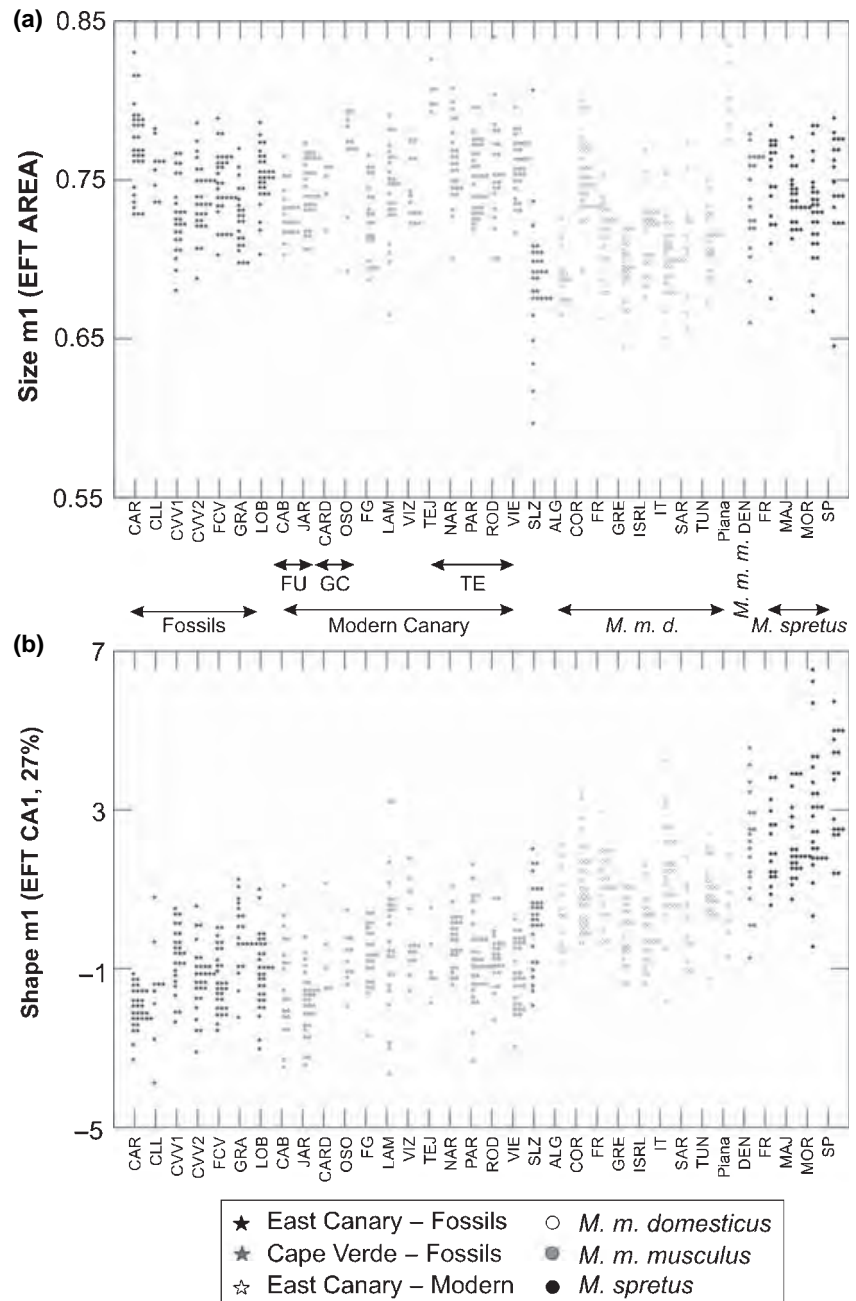 (a)
0.85
0.75
0.65
0.55
Size m1 (EFT AREA)
CAR CLL CVV1 CVV2 FCV GRA LOB CAB JAR CARD OSO FG LAM VIZ TEJ NAR PAR ROD VIE SLZ ALG COR FR GRE ISRL IT SAR TUN Piana DEN FR MAJ MOR SP
FU GC TE
Fossils Modern Canary M. m. d. M. m. m. M. spretus
(b)
7
3
–1
–5
Shape m1 (EFT CA1, 27%)
CAR CLL CVV1 CVV2 FCV GRA LOB CAB JAR CARD OSO FG LAM VIZ TEJ NAR PAR ROD VIE SLZ ALG COR FR GRE ISRL IT SAR TUN Piana DEN FR MAJ MOR SP
East Canary – Fossils
Cape Verde – Fossils
East Canary – Modern
M. m. domesticus
M. m. musculus
M. spretus